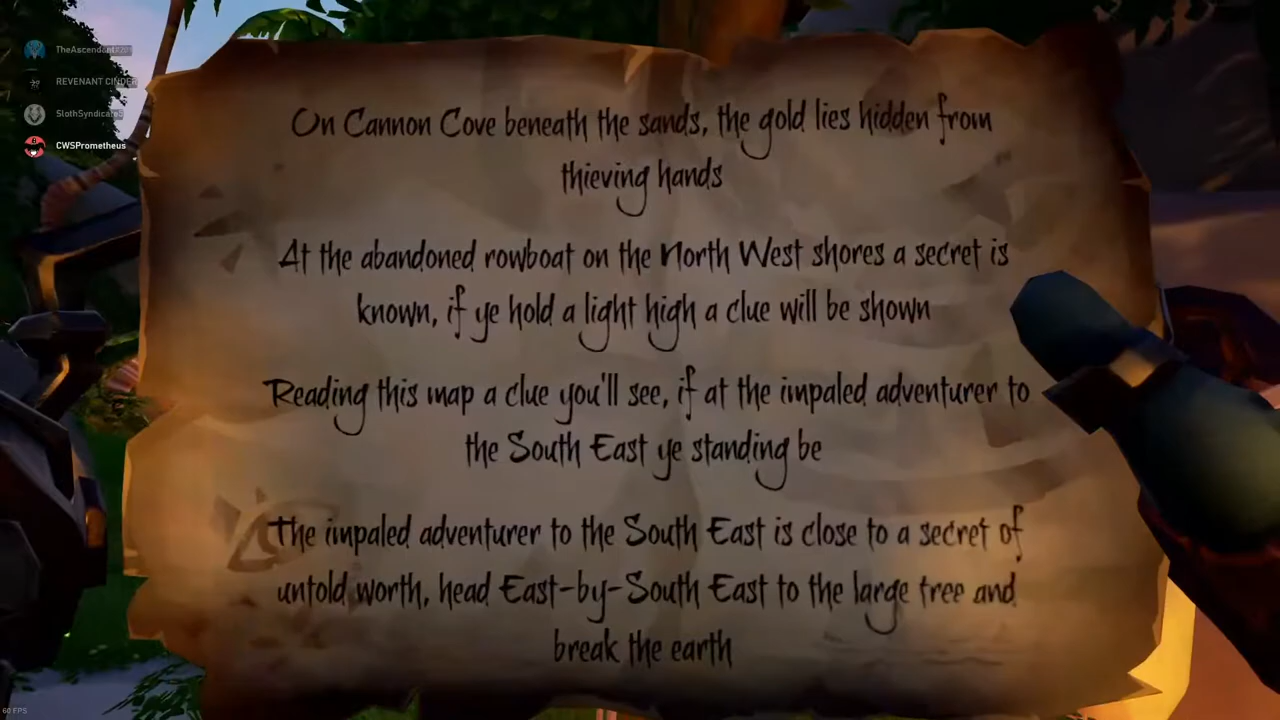 TheAscendant
REVENANT CINDER
SlothSyndicate
CWSPrometheus
On Cannon Cove beneath the sands, the gold lies hidden from
thieving hands
At the abandoned rowboat on the North West shores a secret is
known, if ye hold a light high a clue will be shown
Reading this map a clue you'll see, if at the impaled adventurer to
the South East ye standing be
The impaled adventurer to the South East is close to a secret of
untold worth, head East-by-South East to the large tree and
break the earth
60 FPS